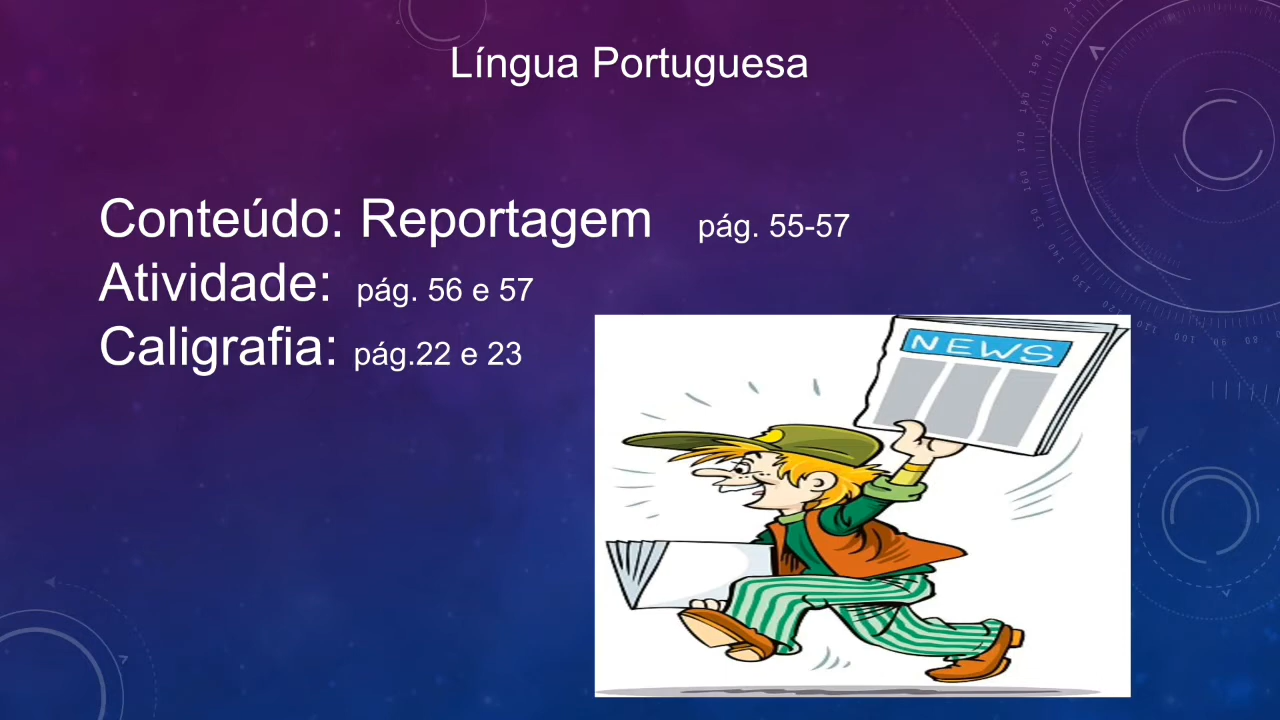 Língua Portuguesa
Conteúdo: Reportagem pág. 55-57
Atividade: pág. 56 e 57
Caligrafia: pág.22 e 23
NEWS